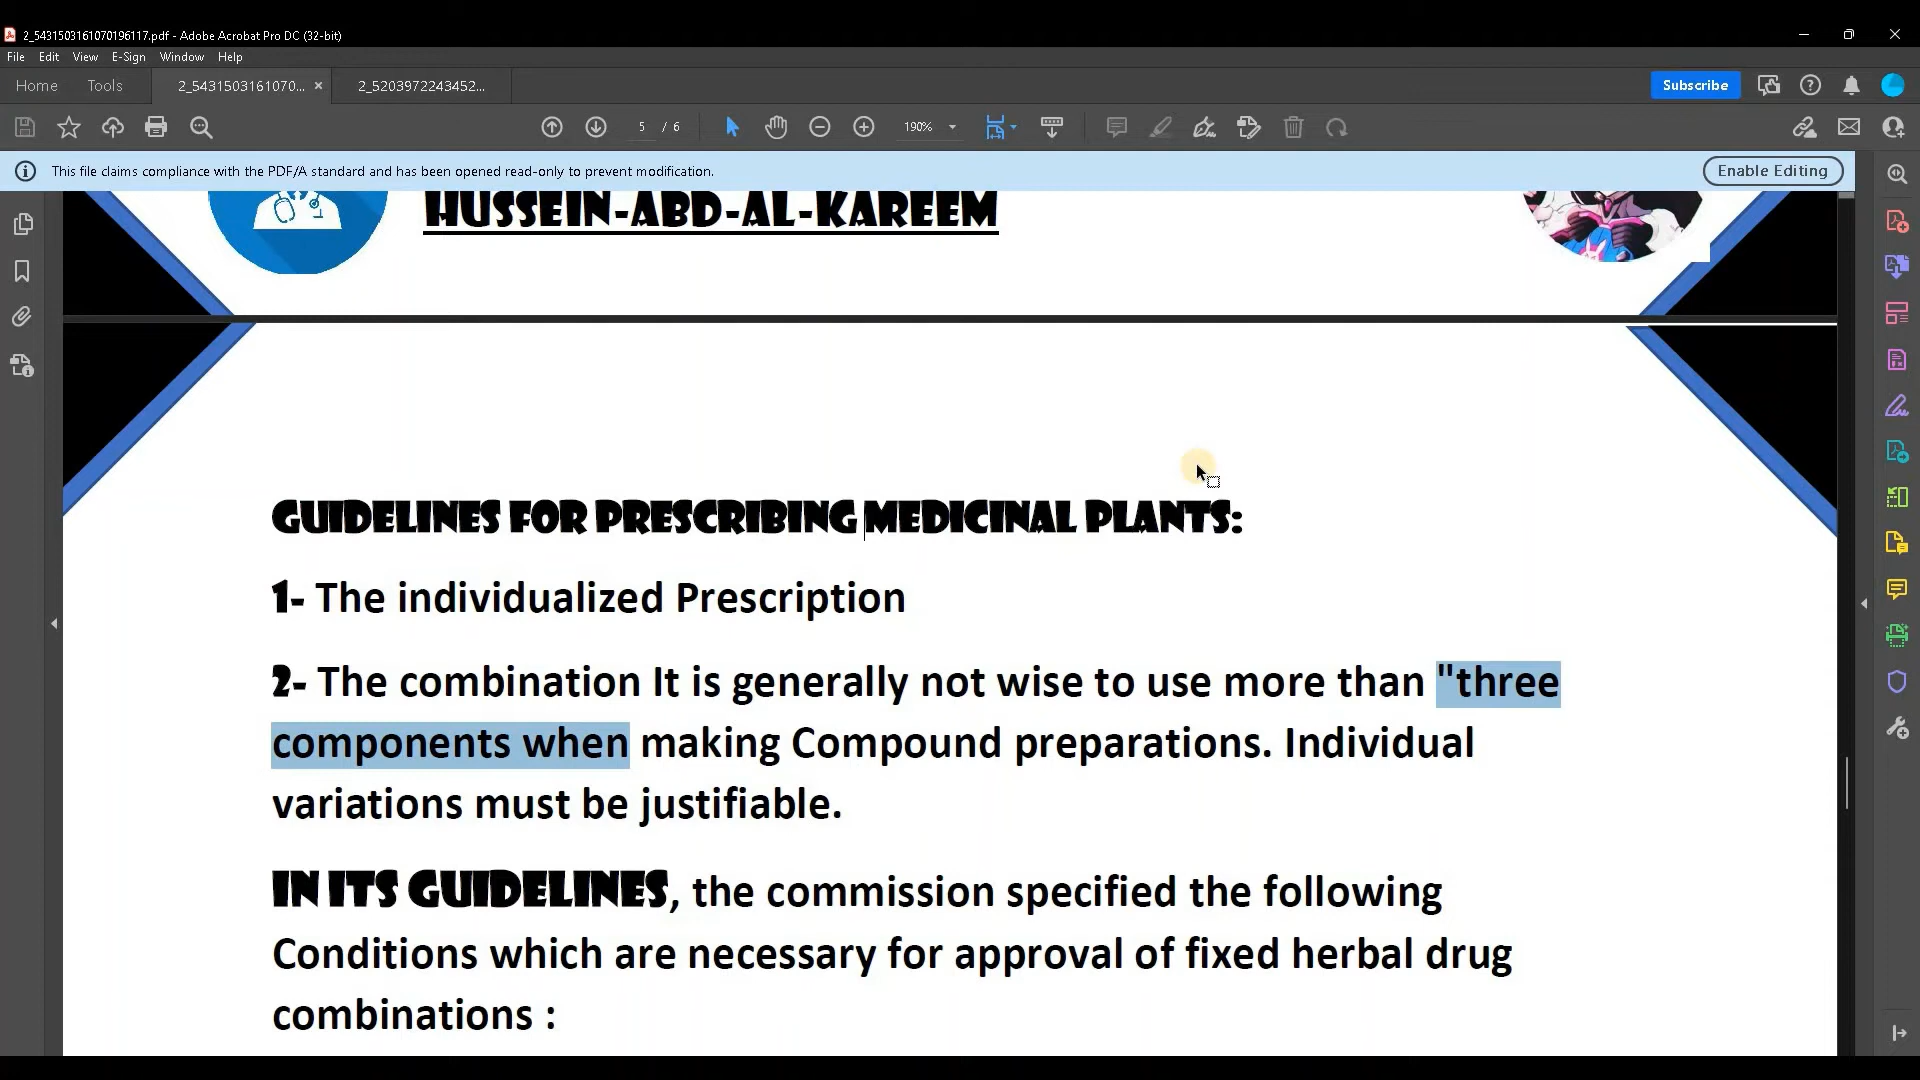 2_5431503161070196117.pdf - Adobe Acrobat Pro DC (32-bit)
File Edit View E-Sign Window Help
Home Tools 2_5431503161070... 2_5203972243452... Subscribe
5 / 6 190%
This file claims compliance with the PDF/A standard and has been opened read-only to prevent modification. Enable Editing
HUSSEIN-ABD-AL-KAREEM
GUIDELINES FOR PRESCRIBING MEDICINAL PLANTS:
1- The individualized Prescription
2- The combination It is generally not wise to use more than "three
components when making Compound preparations. Individual
variations must be justifiable.
IN ITS GUIDELINES, the commission specified the following
Conditions which are necessary for approval of fixed herbal drug
combinations :